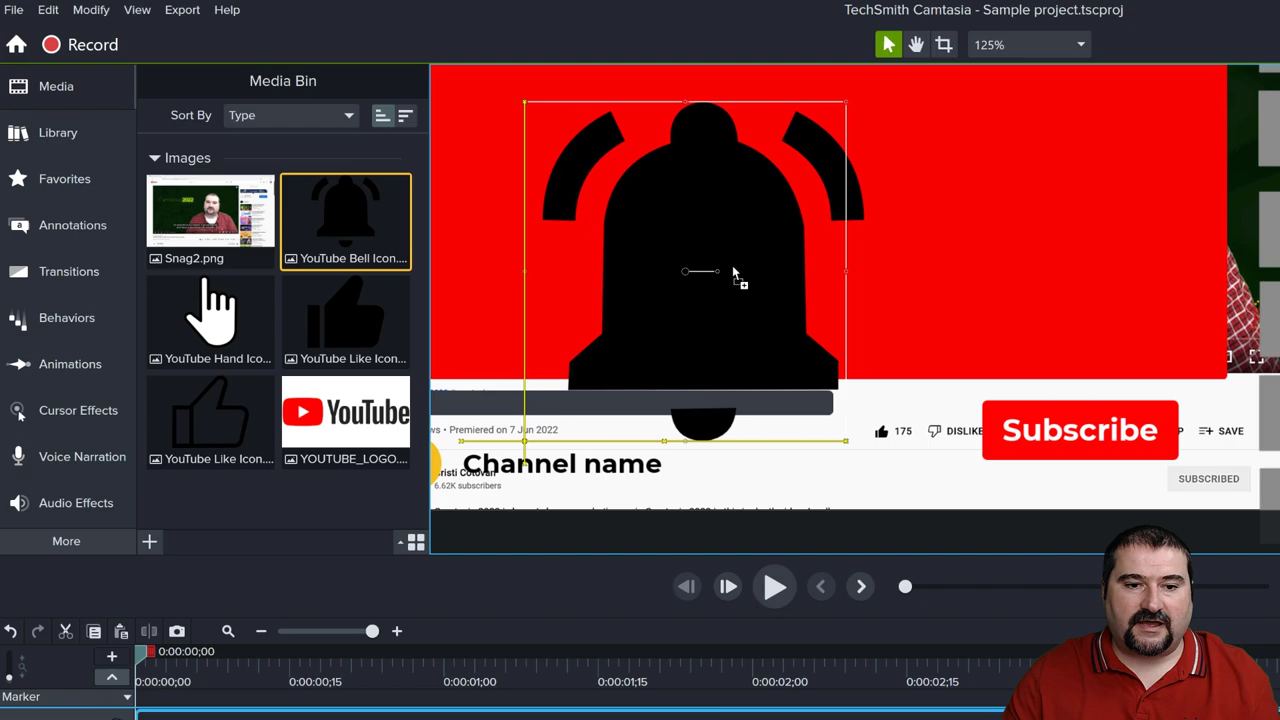 File Edit Modify View Export Help
TechSmith Camtasia - Sample project.tscproj
Record
125%
Media
Library
Favorites
Annotations
Transitions
Behaviors
Animations
Cursor Effects
Voice Narration
Audio Effects
More
Media Bin
Sort By Type
Images
Snag2.png
YouTube Bell Icon....
YouTube Hand Ico...
YouTube Like Icon...
YouTube Like Icon....
YouTube
YOUTUBE_LOGO....
ws • Premiered on 7 Jun 2022
175 DISLIKE
Subscribe
P SAVE
Channel name
Cristi Cotovan
6.62K subscribers
SUBSCRIBED
0:00:00;00
0:00:00;00 0:00:00;15 0:00:01;00 0:00:01;15 0:00:02;00 0:00:02;15
Marker